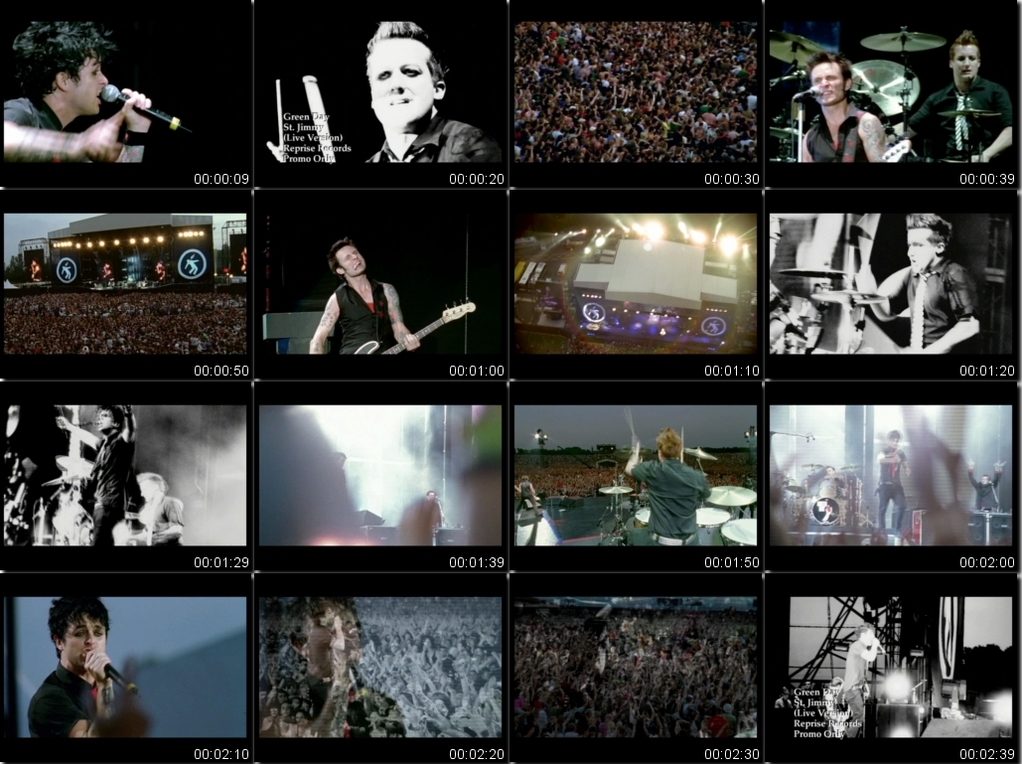 00:00:09
Green Day
St. Jimmy
(Live Version)
Reprise Records
Promo Only
00:00:20
00:00:30
00:00:39
00:00:50
00:01:00
00:01:10
00:01:20
00:01:29
00:01:39
00:01:50
00:02:00
00:02:10
00:02:20
00:02:30
Green Day
St. Jimmy
(Live Version)
Reprise Records
Promo Only
00:02:39